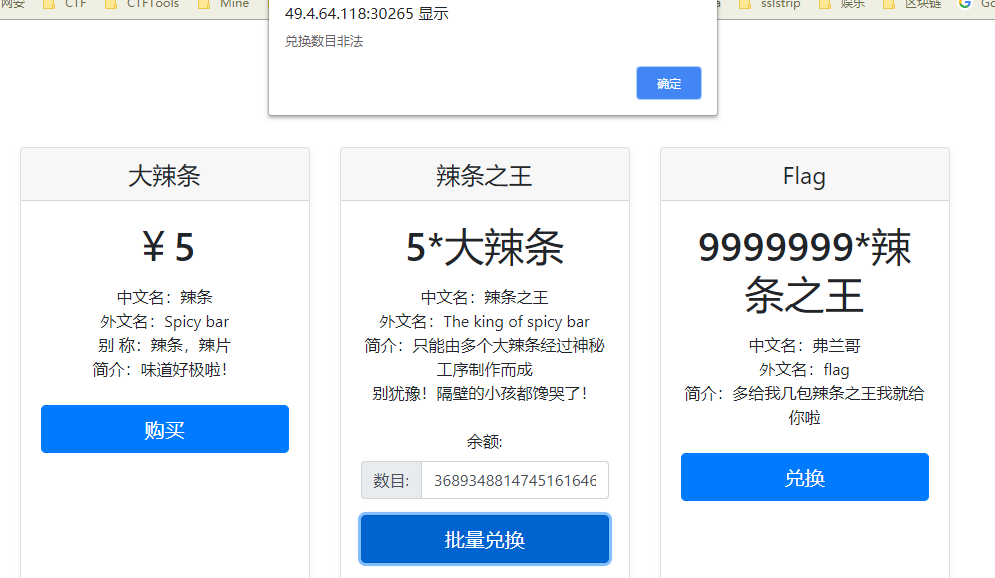 网安 CTF CTFTools Mine sslstrip 娱乐 区块链
49.4.64.118:30265 显示
兑换数目非法
确定
大辣条
¥ 5
中文名：辣条
外文名：Spicy bar
别 称：辣条，辣片
简介：味道好极啦！
购买
辣条之王
5*大辣条
中文名：辣条之王
外文名：The king of spicy bar
简介：只能由多个大辣条经过神秘
工序制作而成
别犹豫！隔壁的小孩都馋哭了！
余额:
数目: 3689348814745161646
批量兑换
Flag
9999999*辣
条之王
中文名：弗兰哥
外文名：flag
简介：多给我几包辣条之王我就给
你啦
兑换